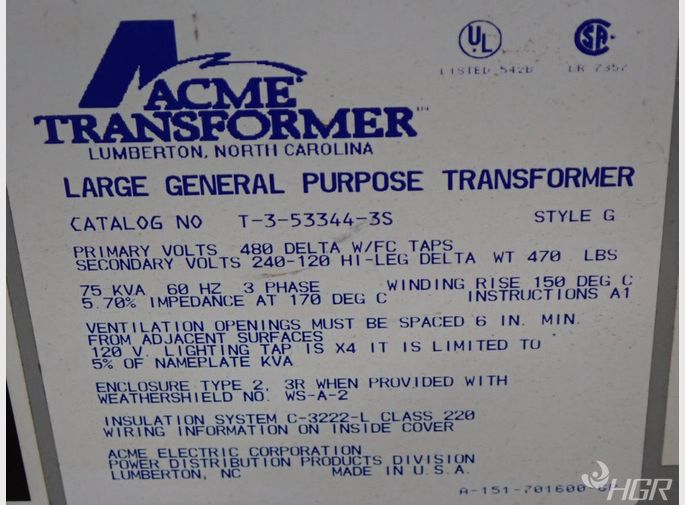 UL
SA
LISTED 542B LR 7357
ACME
TRANSFORMER™
LUMBERTON, NORTH CAROLINA
LARGE GENERAL PURPOSE TRANSFORMER
CATALOG NO T-3-53344-3S STYLE G
PRIMARY VOLTS 480 DELTA W/FC TAPS
SECONDARY VOLTS 240-120 HI-LEG DELTA WT 470 LBS
75 KVA 60 HZ 3 PHASE WINDING RISE 150 DEG C
5.70% IMPEDANCE AT 170 DEG C INSTRUCTIONS A1
VENTILATION OPENINGS MUST BE SPACED 6 IN. MIN.
FROM ADJACENT SURFACES
120 V. LIGHTING TAP IS X4 IT IS LIMITED TO
5% OF NAMEPLATE KVA
ENCLOSURE TYPE 2, 3R WHEN PROVIDED WITH
WEATHERSHIELD NO. WS-A-2
INSULATION SYSTEM C-3222-L CLASS 220
WIRING INFORMATION ON INSIDE COVER
ACME ELECTRIC CORPORATION
POWER DISTRIBUTION PRODUCTS DIVISION
LUMBERTON, NC MADE IN U.S.A.
HGR